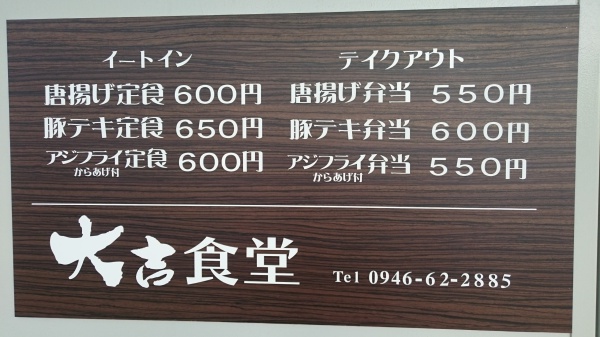 イートイン
唐揚げ定食 600円
豚テキ定食 650円
アジフライ定食 600円
からあげ付
テイクアウト
唐揚げ弁当 550円
豚テキ弁当 600円
アジフライ弁当 550円
からあげ付
大吉食堂
Tel 0946-62-2885